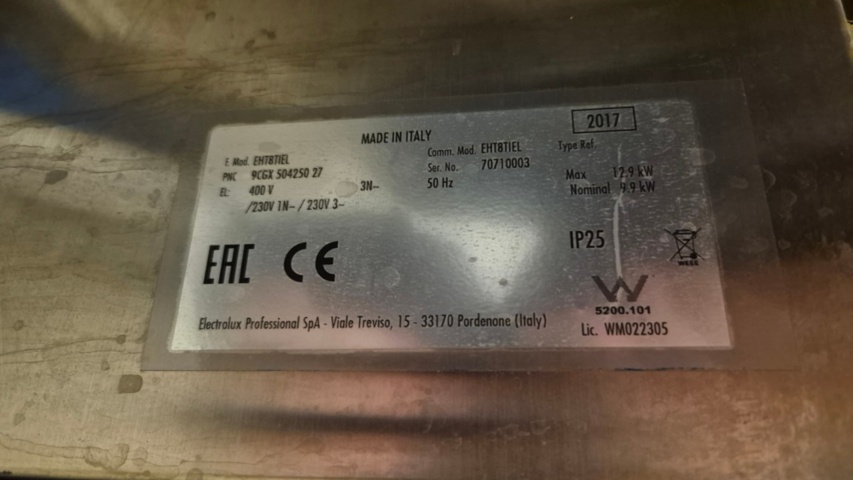 MADE IN ITALY
2017
F. Mod. EHT8TIEL
Comm. Mod. EHT8TIEL
Type Ref.
PNC 9CGX 504250 27
Ser. No. 70710003
EL: 400 V 3N~ 50 Hz
Max 12.9 kW
/230V 1N~ / 230V 3~
Nominal 9.9 kW
EAC CE
IP25
WEEE
W
5200.101
Electrolux Professional SpA - Viale Treviso, 15 - 33170 Pordenone (Italy)
Lic. WM022305